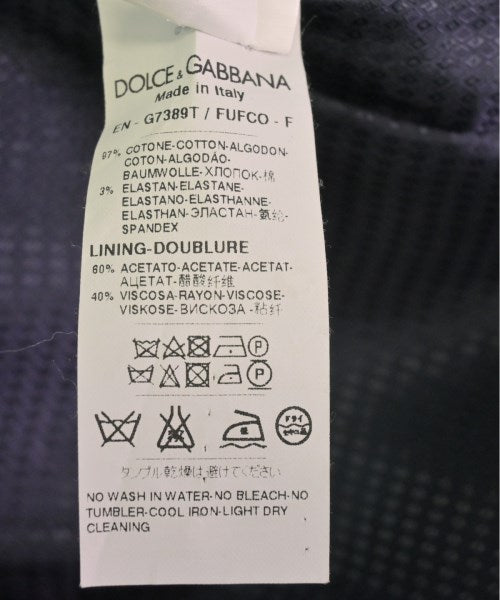 DOLCE & GABBANA
Made in Italy
EN - G7389T / FUFCO - F
97% COTONE-COTTON-ALGODON-
COTON-ALGODÃO-
BAUMWOLLE-ХЛОПОК-棉
3% ELASTAN-ELASTANE-
ELASTANO-ELASTHANNE-
ELASTHAN-ЭЛАСТАН-氨纶-
SPANDEX
LINING-DOUBLURE
60% ACETATO-ACETATE-ACETAT-
АЦЕТАТ-醋酸纤维
40% VISCOSA-RAYON-VISCOSE-
VISKOSE-ВИСКОЗА-粘纤
P
P
ドライ
タンブル乾燥は避けてください
NO WASH IN WATER-NO BLEACH-NO
TUMBLER-COOL IRON-LIGHT DRY
CLEANING